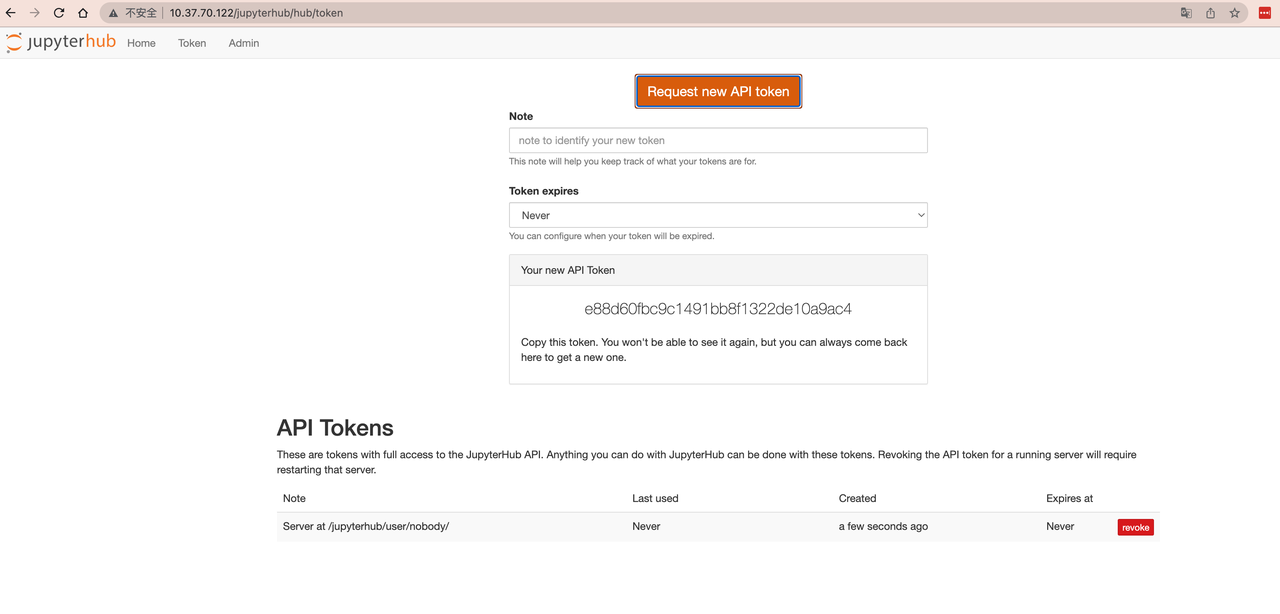 不安全 10.37.70.122/jupyterhub/hub/token
jupyterhub Home Token Admin
Request new API token
Note
note to identify your new token
This note will help you keep track of what your tokens are for.
Token expires
Never
You can configure when your token will be expired.
Your new API Token
e88d60fbc9c1491bb8f1322de10a9ac4
Copy this token. You won't be able to see it again, but you can always come back
here to get a new one.
API Tokens
These are tokens with full access to the JupyterHub API. Anything you can do with JupyterHub can be done with these tokens. Revoking the API token for a running server will require
restarting that server.
Note Last used Created Expires at
Server at /jupyterhub/user/nobody/ Never a few seconds ago Never revoke